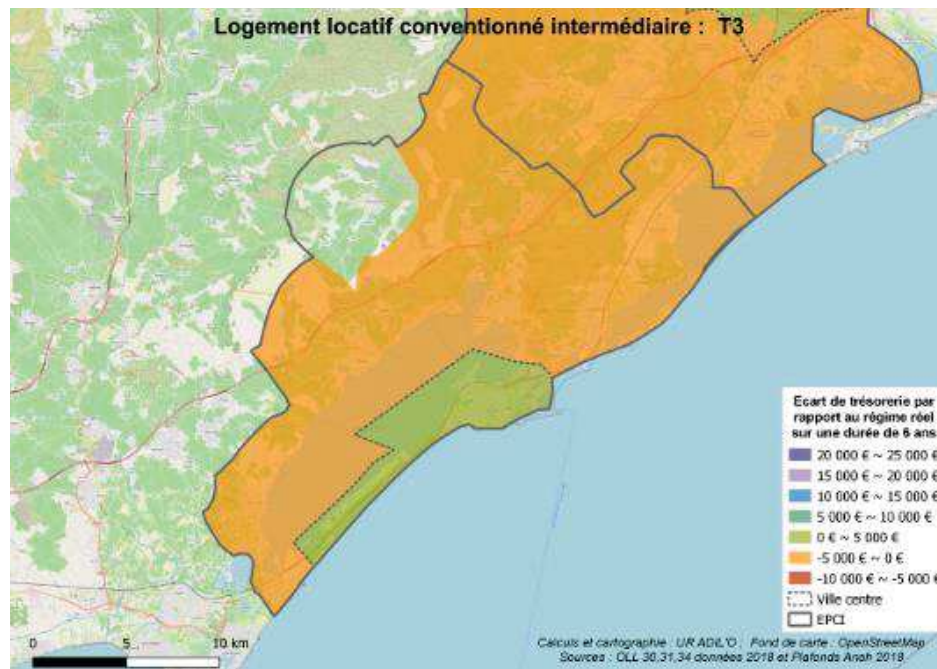 Logement locatif conventionné intermédiaire : T3
Ecart de trésorerie par
rapport au régime réel
sur une durée de 6 ans
20 000 € ~ 25 000 €
15 000 € ~ 20 000 €
10 000 € ~ 15 000 €
5 000 € ~ 10 000 €
0 € ~ 5 000 €
-5 000 € ~ 0 €
-10 000 € ~ -5 000 €
Ville centre
EPCI
0 5 10 km
Calculs et cartographie : UR ADIL'O , Fond de carte : OpenStreetMap
Sources : OLL 30,31,34 données 2018 et Plafonds Anah 2018